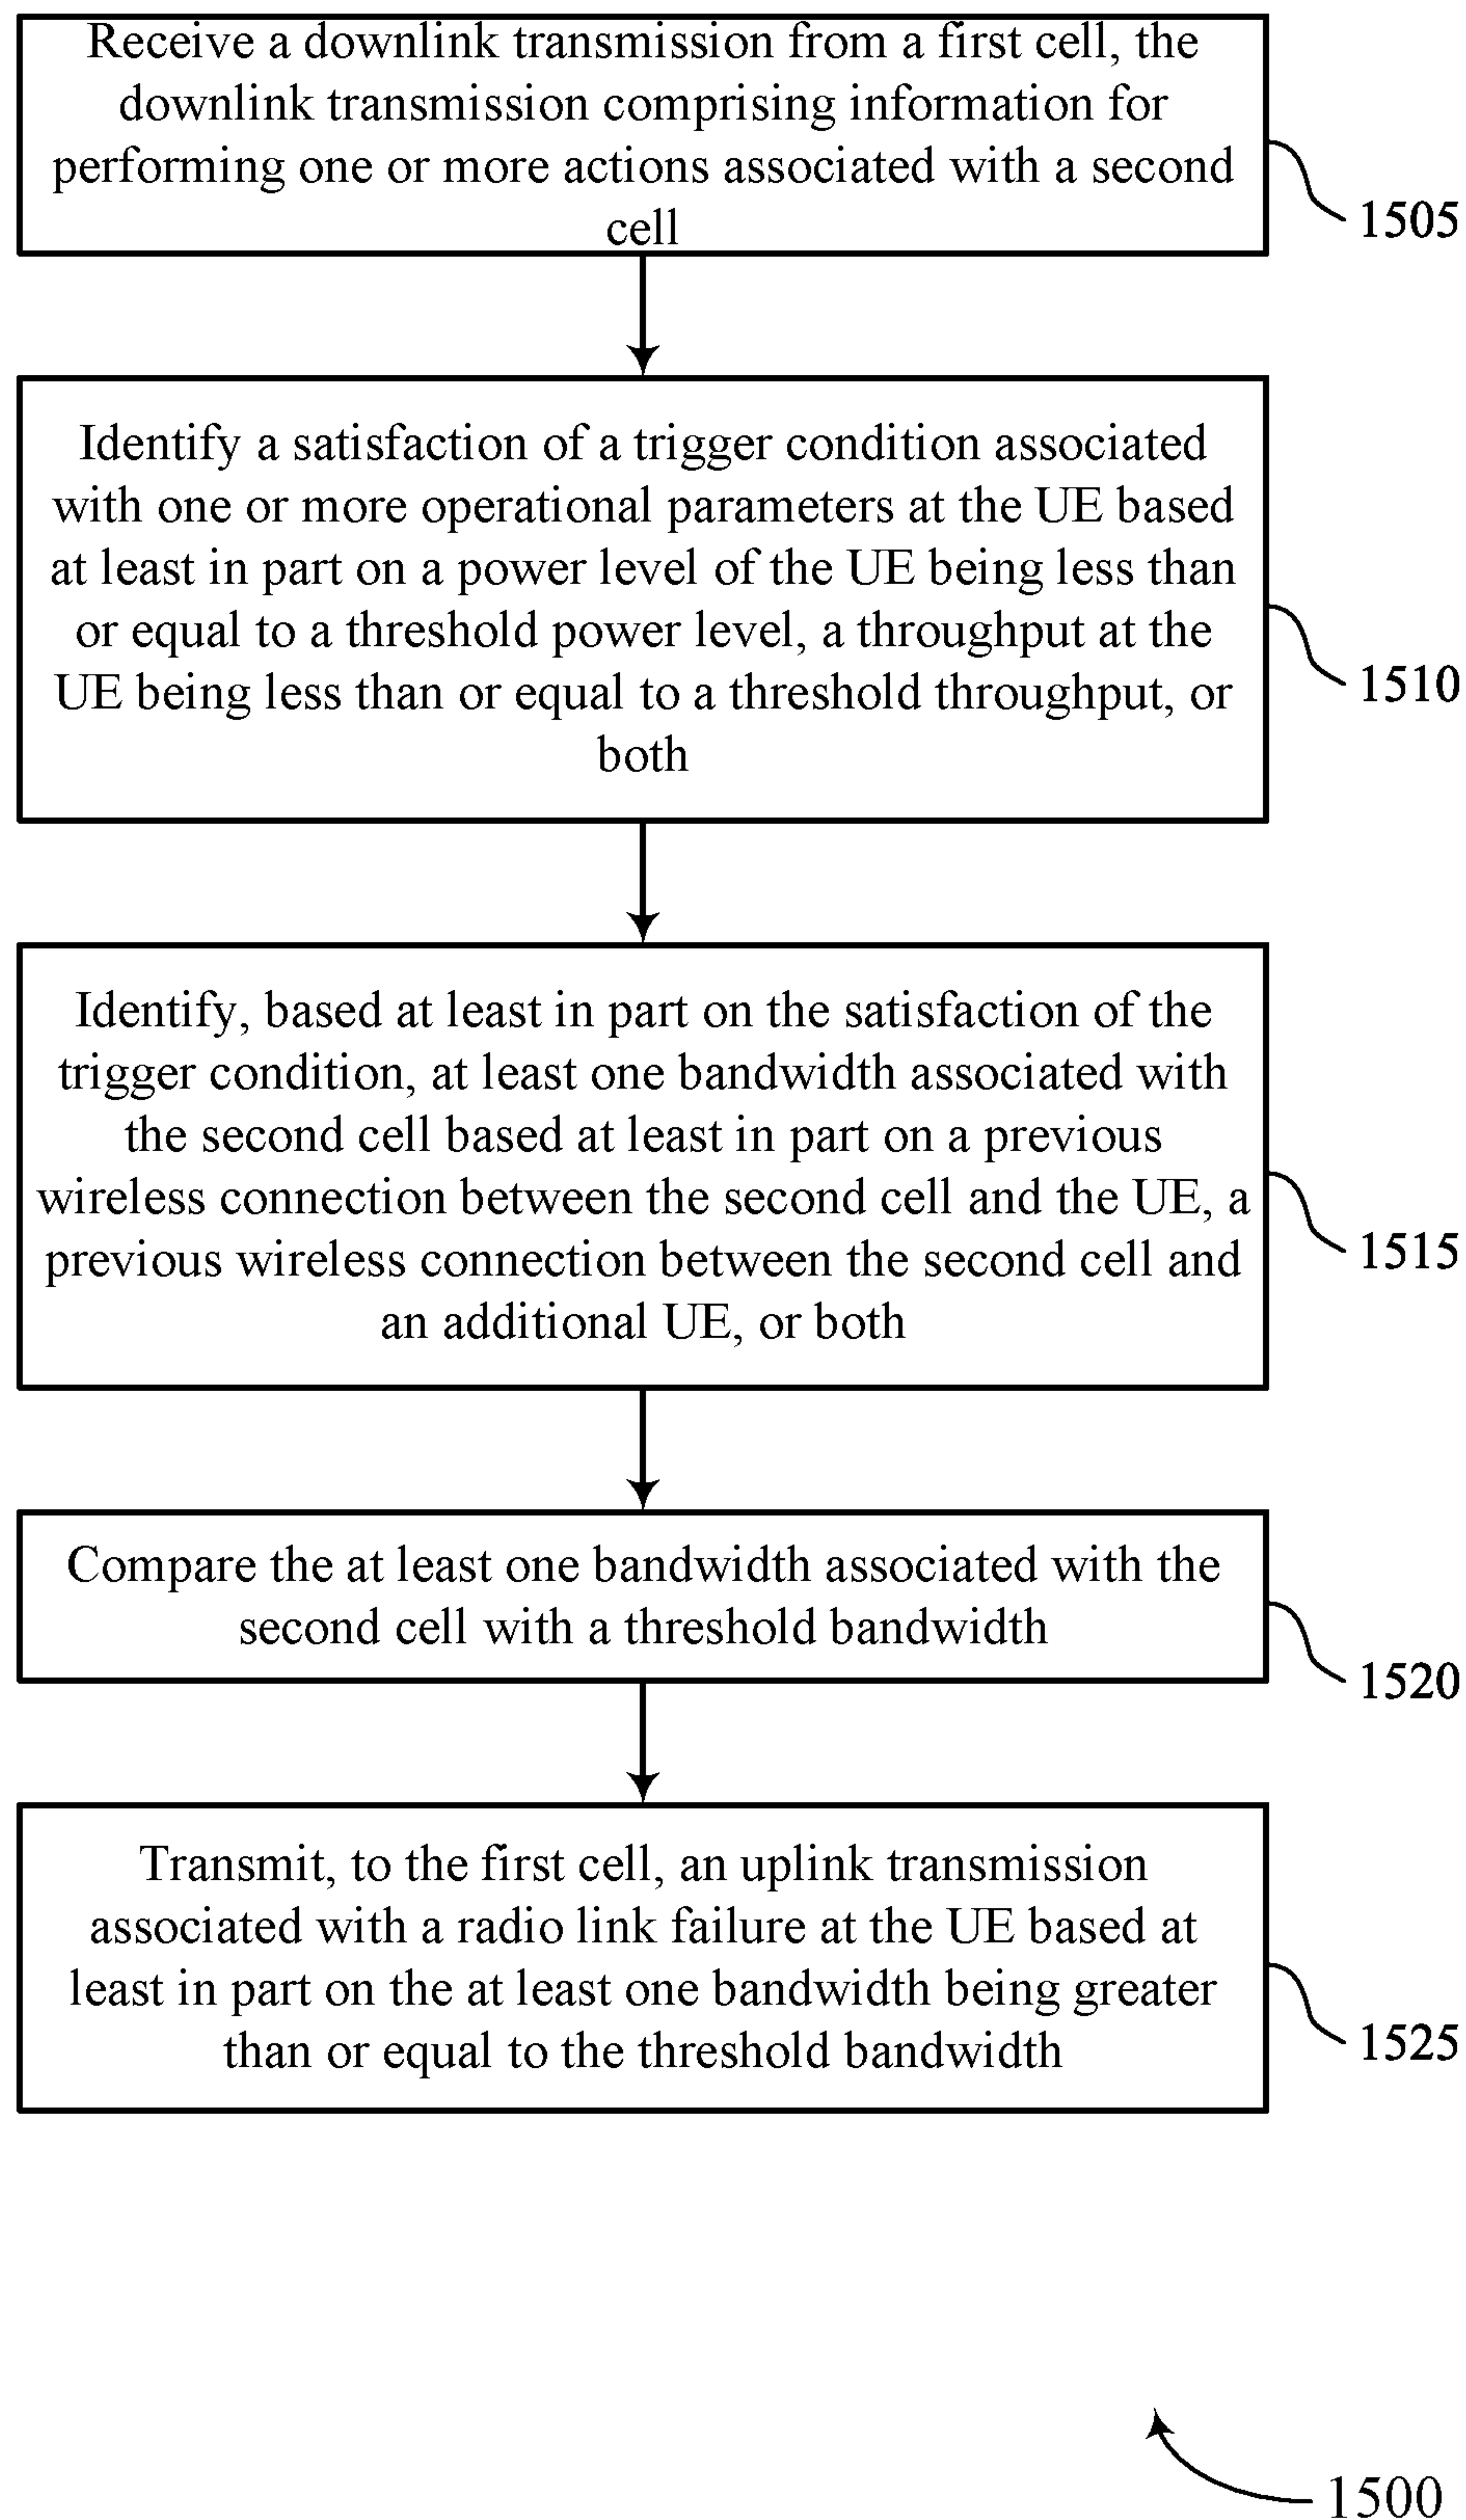 Receive a downlink transmission from a first cell, the
downlink transmission comprising information for
performing one or more actions associated with a second
cell
1505
Identify a satisfaction of a trigger condition associated
with one or more operational parameters at the UE based
at least in part on a power level of the UE being less than
or equal to a threshold power level, a throughput at the
UE being less than or equal to a threshold throughput, or
both
1510
Identify, based at least in part on the satisfaction of the
trigger condition, at least one bandwidth associated with
the second cell based at least in part on a previous
wireless connection between the second cell and the UE, a
previous wireless connection between the second cell and
an additional UE, or both
1515
Compare the at least one bandwidth associated with the
second cell with a threshold bandwidth
1520
Transmit, to the first cell, an uplink transmission
associated with a radio link failure at the UE based at
least in part on the at least one bandwidth being greater
than or equal to the threshold bandwidth
1525
1500